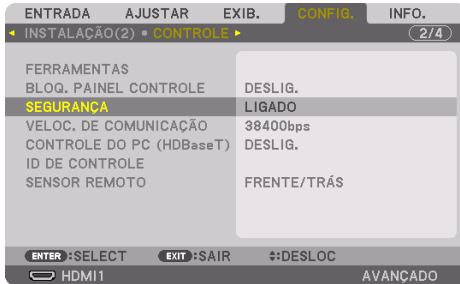 ENTRADA AJUSTAR EXIB. CONFIG. INFO.
INSTALAÇÃO(2) • CONTROLE 2/4
FERRAMENTAS
BLOQ. PAINEL CONTROLE DESLIG.
SEGURANÇA LIGADO
VELOC. DE COMUNICAÇÃO 38400bps
CONTROLE DO PC (HDBaseT) DESLIG.
ID DE CONTROLE
SENSOR REMOTO FRENTE/TRÁS
ENTER :SELECT EXIT :SAIR :DESLOC
HDMI1 AVANÇADO